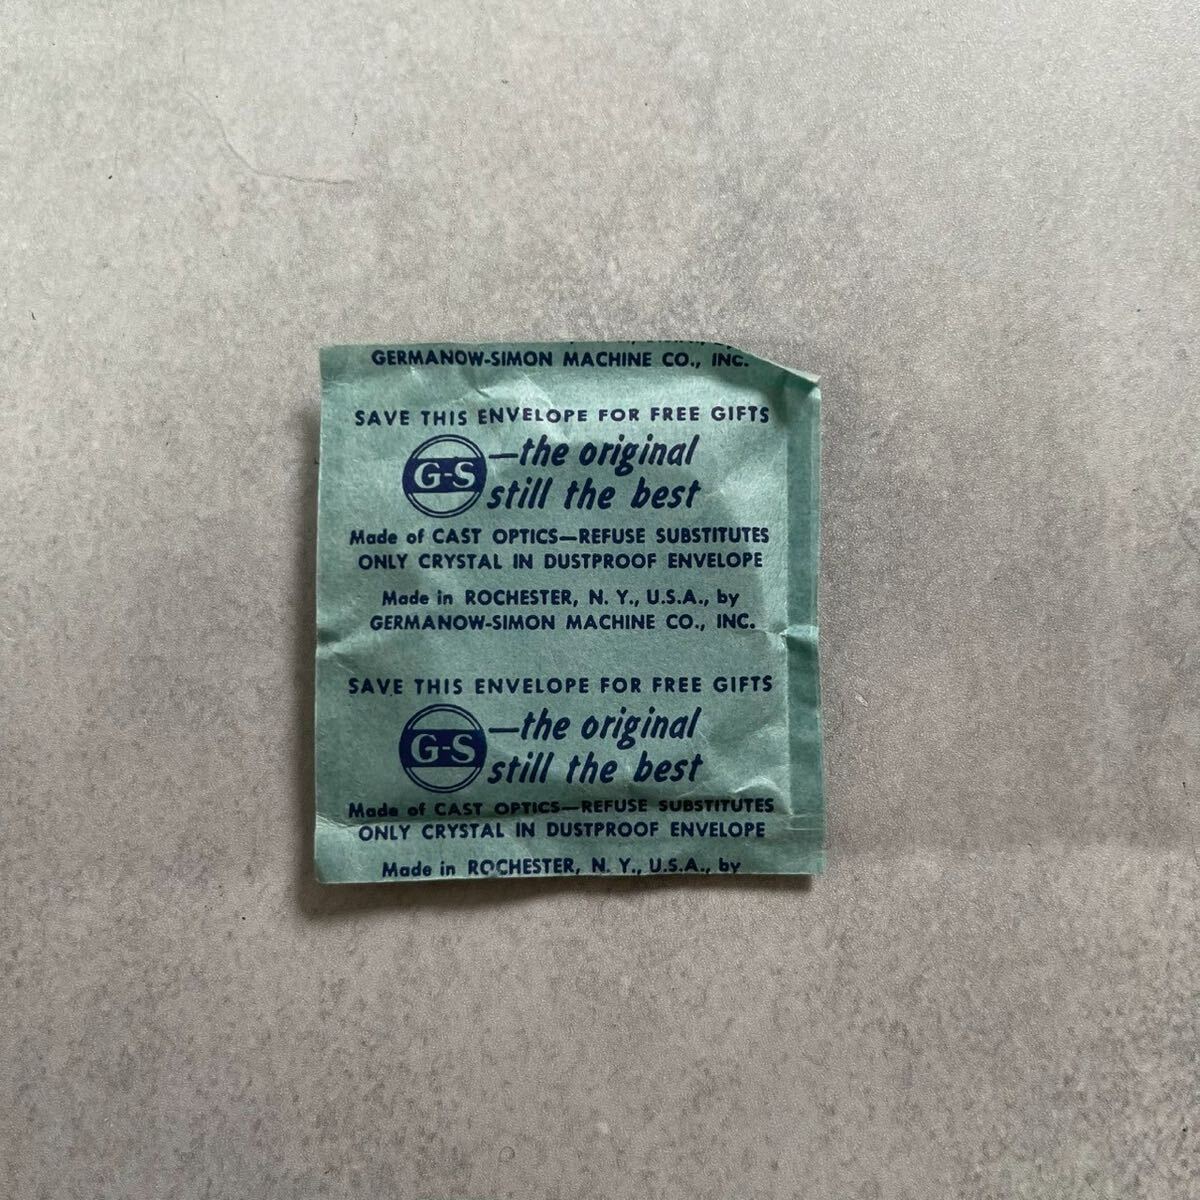 GERMANOW-SIMON MACHINE CO., INC.
SAVE THIS ENVELOPE FOR FREE GIFTS
G-S
—the original
still the best
Made of CAST OPTICS—REFUSE SUBSTITUTES
ONLY CRYSTAL IN DUSTPROOF ENVELOPE
Made in ROCHESTER, N. Y., U.S.A., by
GERMANOW-SIMON MACHINE CO., INC.
SAVE THIS ENVELOPE FOR FREE GIFTS
G-S
—the original
still the best
Made of CAST OPTICS—REFUSE SUBSTITUTES
ONLY CRYSTAL IN DUSTPROOF ENVELOPE
Made in ROCHESTER, N. Y., U.S.A., by